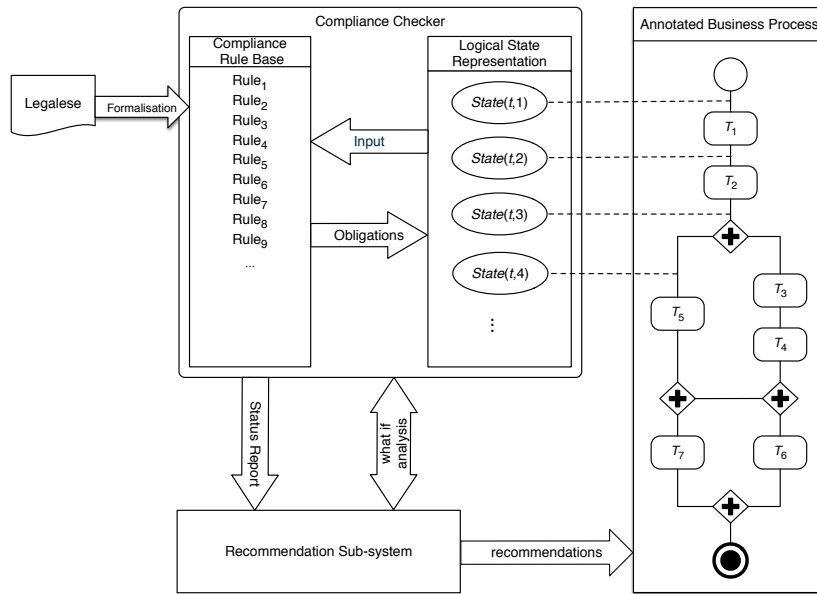 Compliance Checker
Annotated Business Process
Compliance
Rule Base
Logical State
Representation
Legalese
Formalisation
Rule1
Rule2
Rule3
Rule4
Rule5
Rule6
Rule7
Rule8
Rule9
...
Input
Obligations
State(t,1)
State(t,2)
State(t,3)
State(t,4)
...
T1
T2
T3
T5
T4
T7
T6
Status Report
what if
analysis
Recommendation Sub-system
recommendations